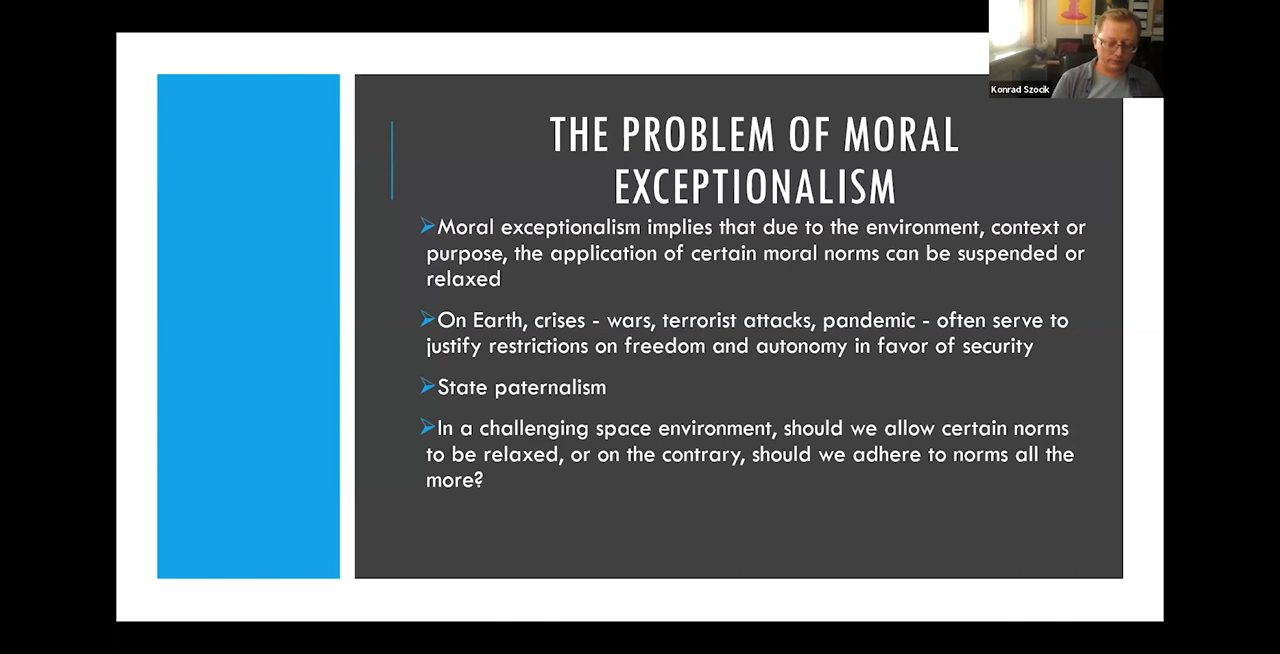 Konrad Szocik
THE PROBLEM OF MORAL
EXCEPTIONALISM
➢Moral exceptionalism implies that due to the environment, context or
purpose, the application of certain moral norms can be suspended or
relaxed
➢On Earth, crises - wars, terrorist attacks, pandemic - often serve to
justify restrictions on freedom and autonomy in favor of security
➢State paternalism
➢In a challenging space environment, should we allow certain norms
to be relaxed, or on the contrary, should we adhere to norms all the
more?